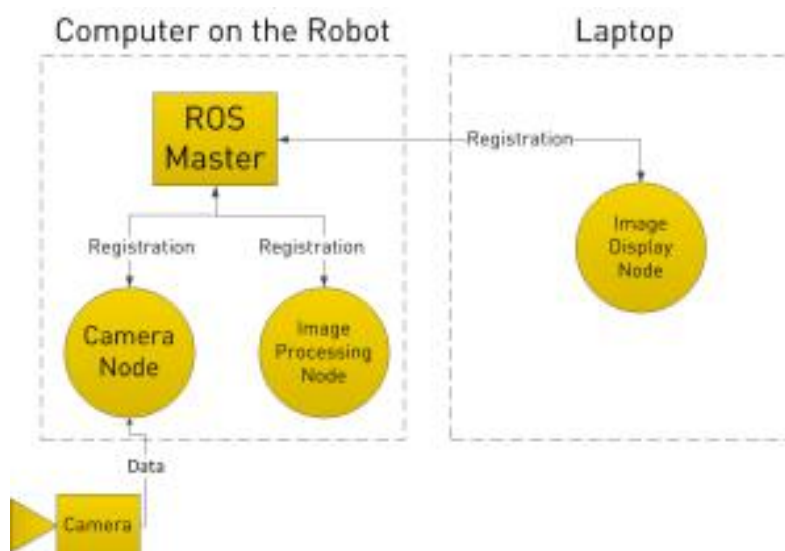 Computer on the Robot
Laptop
ROS
Master
Registration
Registration
Registration
Image
Display
Node
Camera
Node
Image
Processing
Node
Data
Camera